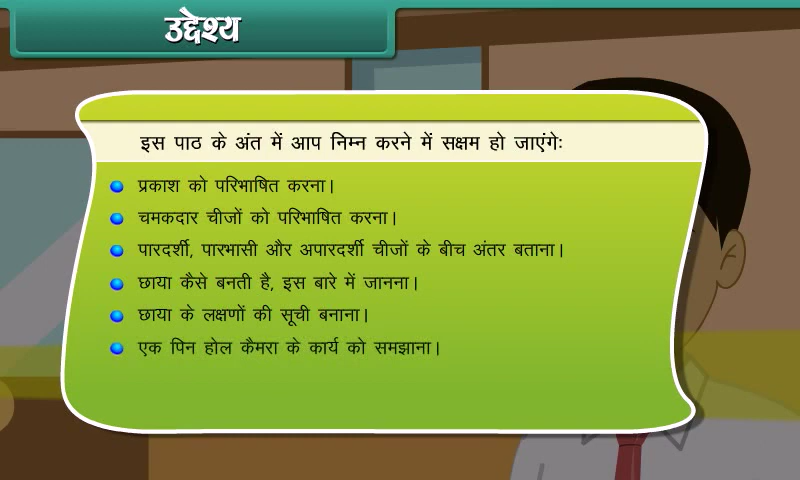 उद्देश्य
इस पाठ के अंत में आप निम्न करने में सक्षम हो जाएंगेः
प्रकाश को परिभाषित करना।
चमकदार चीजों को परिभाषित करना।
पारदर्शी, पारभासी और अपारदर्शी चीजों के बीच अंतर बताना।
छाया कैसे बनती है, इस बारे में जानना।
छाया के लक्षणों की सूची बनाना।
एक पिन होल कैमरा के कार्य को समझाना।